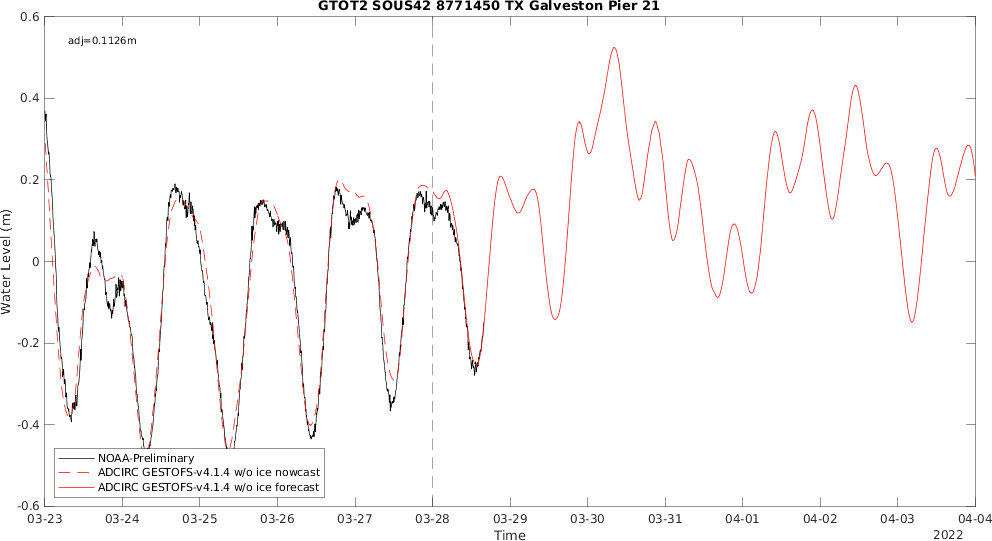 GTOT2 SOUS42 8771450 TX Galveston Pier 21
adj=0.1126m
0.6
0.4
0.2
0
-0.2
-0.4
-0.6
Water Level (m)
NOAA-Preliminary
ADCIRC GESTOFS-v4.1.4 w/o ice nowcast
ADCIRC GESTOFS-v4.1.4 w/o ice forecast
03-23 03-24 03-25 03-26 03-27 03-28 03-29 03-30 03-31 04-01 04-02 04-03 04-04
Time
2022